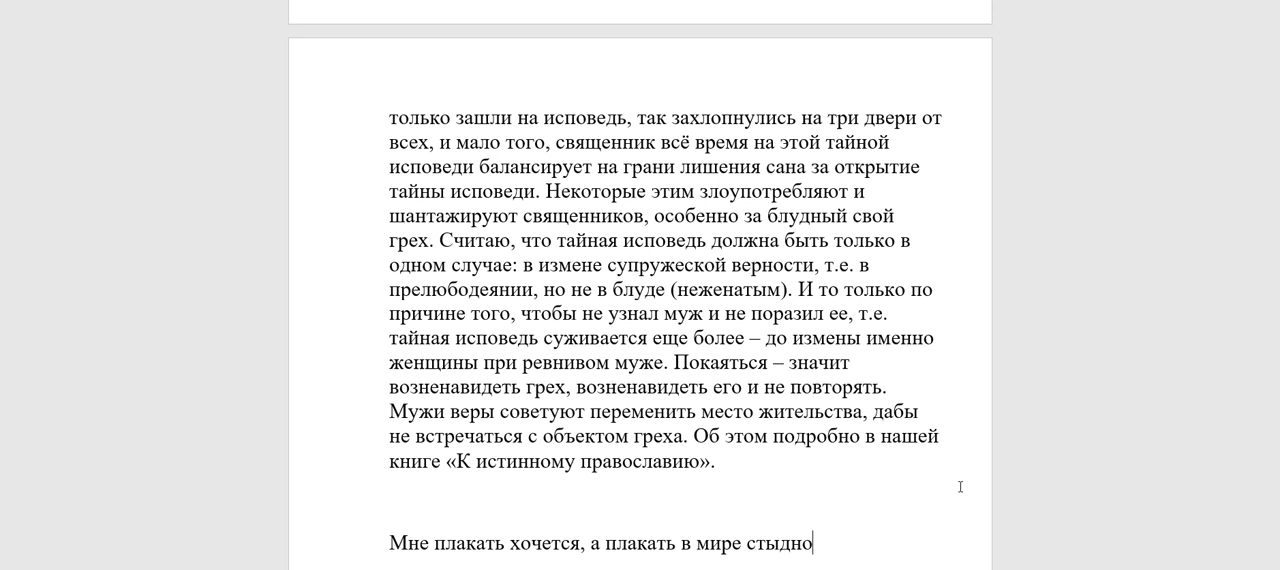 только зашли на исповедь, так захлопнулись на три двери от
всех, и мало того, священник всё время на этой тайной
исповеди балансирует на грани лишения сана за открытие
тайны исповеди. Некоторые этим злоупотребляют и
шантажируют священников, особенно за блудный свой
грех. Считаю, что тайная исповедь должна быть только в
одном случае: в измене супружеской верности, т.е. в
прелюбодеянии, но не в блуде (неженатым). И то только по
причине того, чтобы не узнал муж и не поразил ее, т.е.
тайная исповедь суживается еще более – до измены именно
женщины при ревнивом муже. Покаяться – значит
возненавидеть грех, возненавидеть его и не повторять.
Мужи веры советуют переменить место жительства, дабы
не встречаться с объектом греха. Об этом подробно в нашей
книге «К истинному православию».
Мне плакать хочется, а плакать в мире стыдно